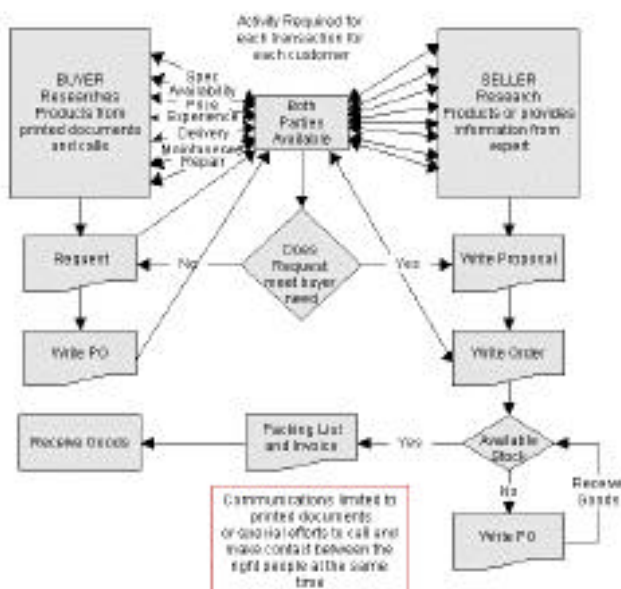 Activity Required for
each transaction for
each customer
BUYER
Researches
Products from
printed documents
and calls
Spec
Availability
Price
Experience
Delivery
Maintenance
Repair
Both
Parties
Available
SELLER
Research
Products or provides
information from
expert
Request
No
Does
Request
meet buyer
need
Yes
Write Proposal
Write PO
Write Order
Receive Goods
Packing List
and Invoice
Yes
Available
Stock
Receive
Goods
No
Write PO
Communications limited to
printed documents
or special efforts to call and
make contact between the
right people at the same
time